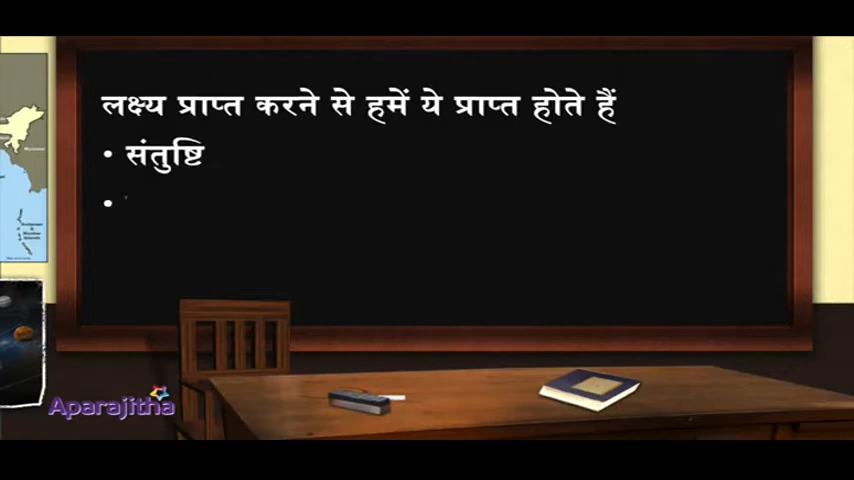 लक्ष्य प्राप्त करने से हमें ये प्राप्त होते हैं
• संतुष्टि
•
Aparajitha